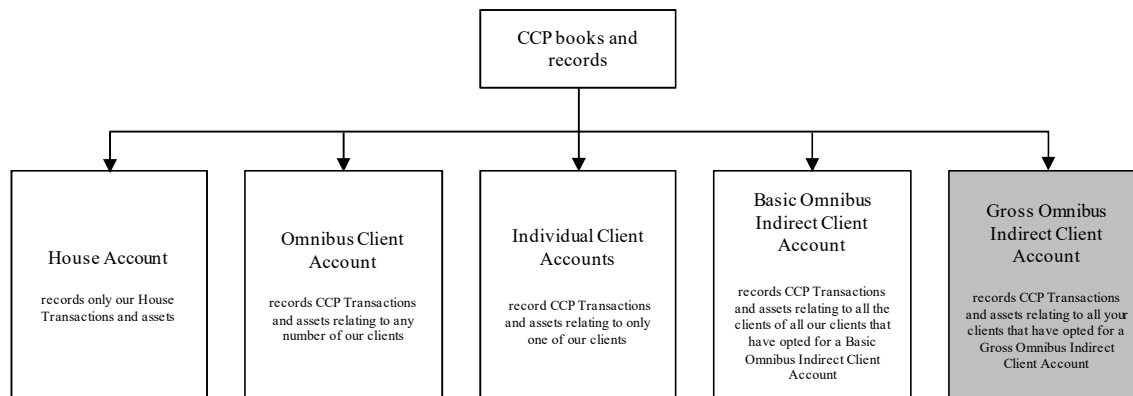 CCP books and
records
House Account
records only our House
Transactions and assets
Omnibus Client
Account
records CCP Transactions
and assets relating to any
number of our clients
Individual Client
Accounts
record CCP Transactions
and assets relating to only
one of our clients
Basic Omnibus
Indirect Client
Account
records CCP Transactions
and assets relating to all the
clients of all our clients that
have opted for a Basic
Omnibus Indirect Client
Account
Gross Omnibus
Indirect Client
Account
records CCP Transactions
and assets relating to all your
clients that have opted for a
Gross Omnibus Indirect
Client Account